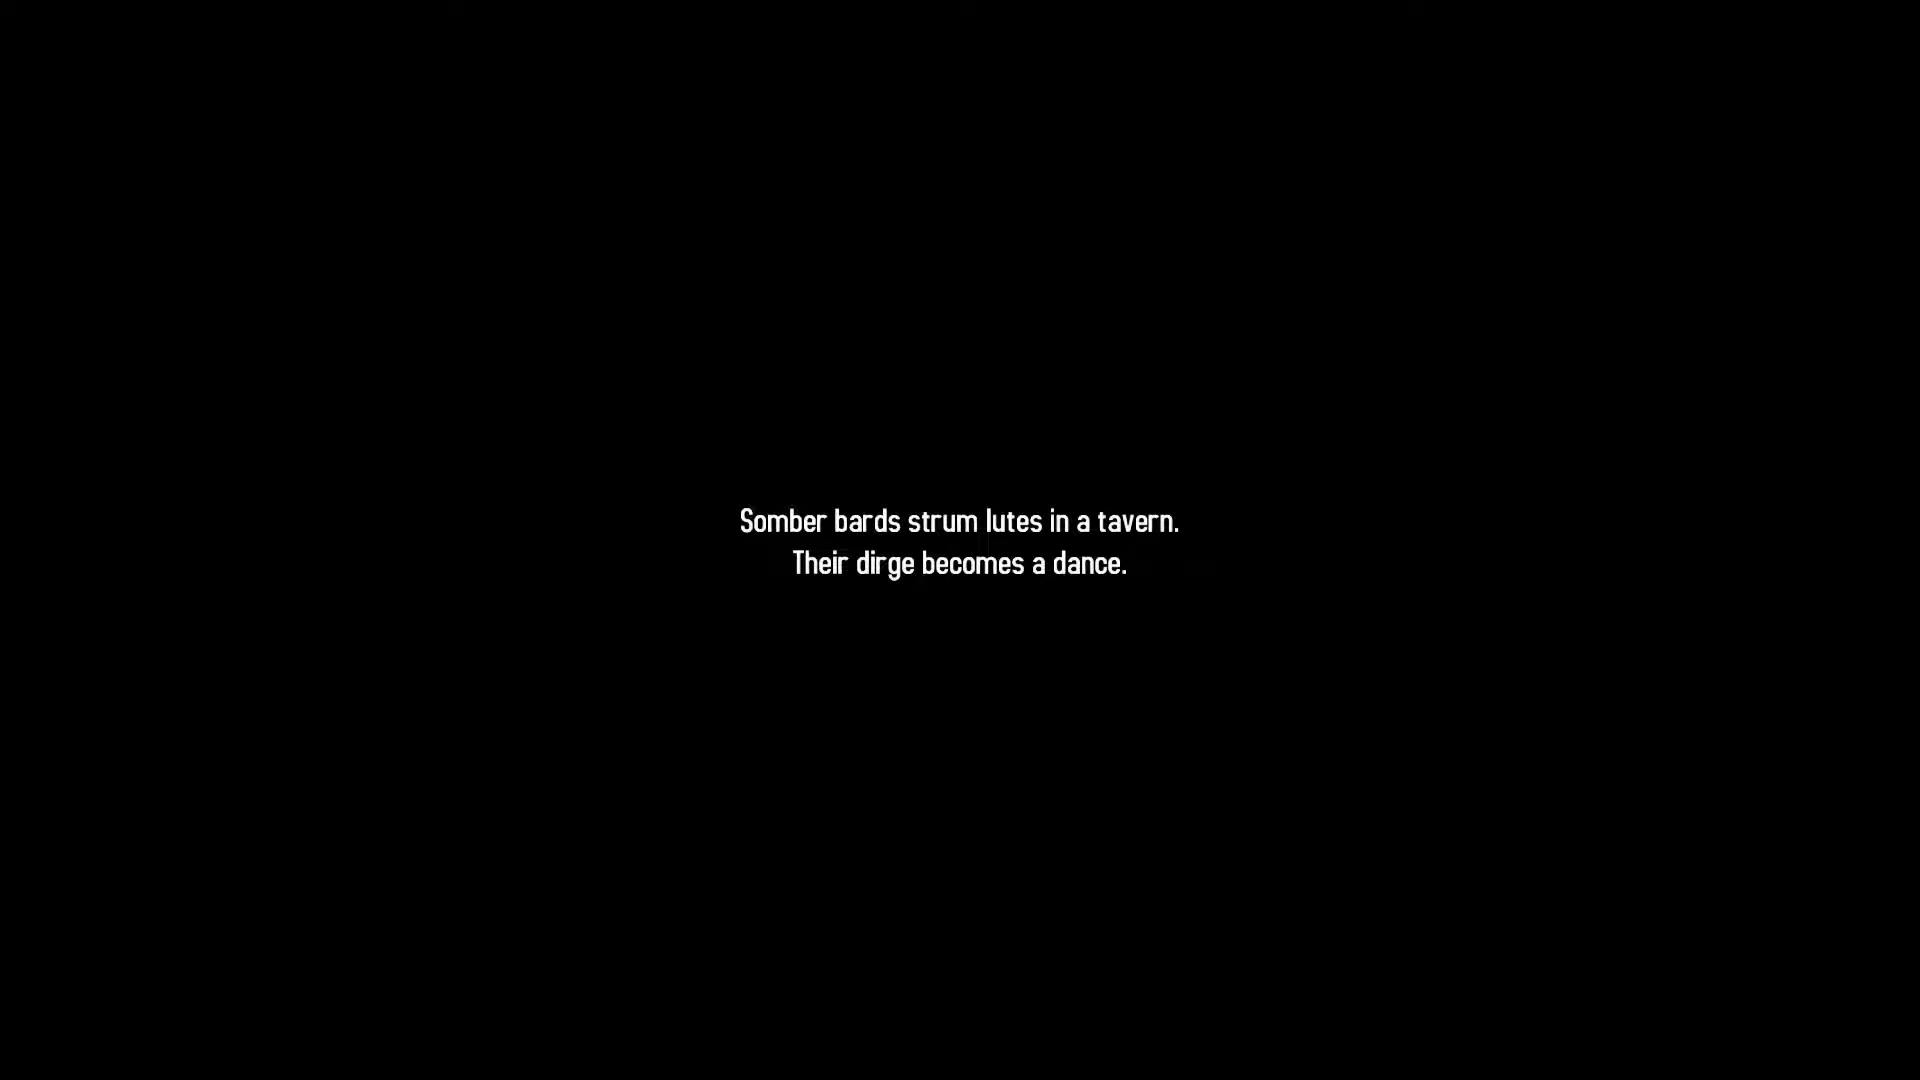 Somber bards strum lutes in a tavern.
Their dirge becomes a dance.